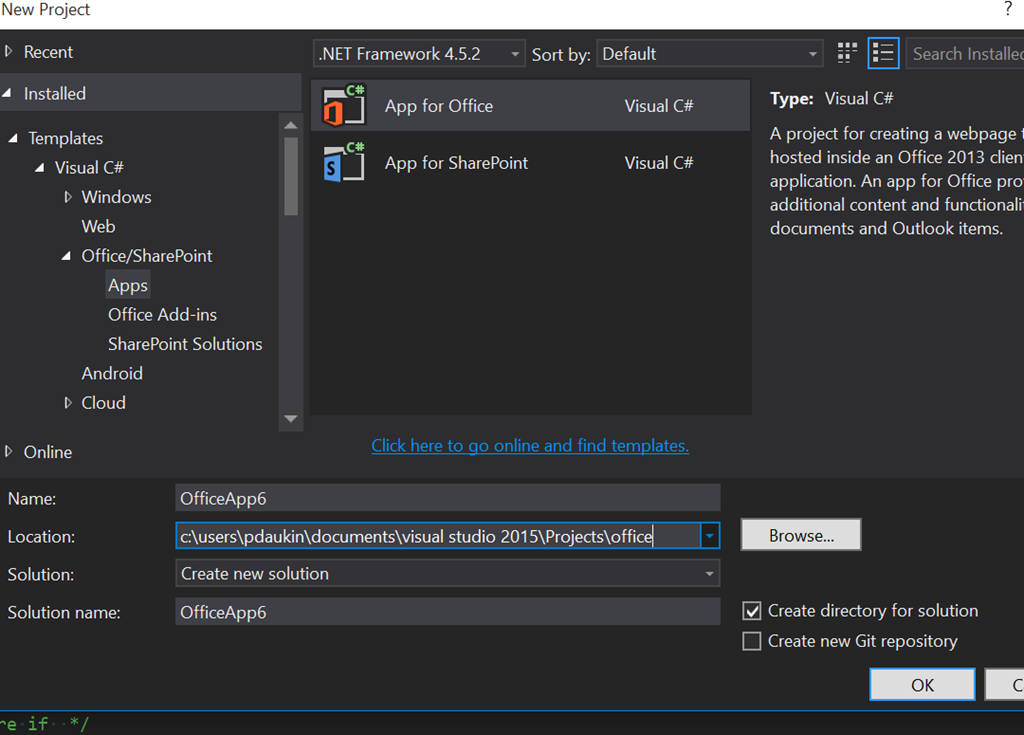 New Project ?
Recent
.NET Framework 4.5.2 Sort by: Default Search Installed
Installed
Templates
Visual C#
Windows
Web
Office/SharePoint
Apps
Office Add-ins
SharePoint Solutions
Android
Cloud
Online
C# App for Office Visual C#
C# S App for SharePoint Visual C#
Click here to go online and find templates.
Type: Visual C#
A project for creating a webpage
hosted inside an Office 2013 clien
application. An app for Office pro
additional content and functionalit
documents and Outlook items.
Name: OfficeApp6
Location: c:\users\pdaukin\documents\visual studio 2015\Projects\office Browse...
Solution: Create new solution
Solution name: OfficeApp6
Create directory for solution
Create new Git repository
OK C
re if */